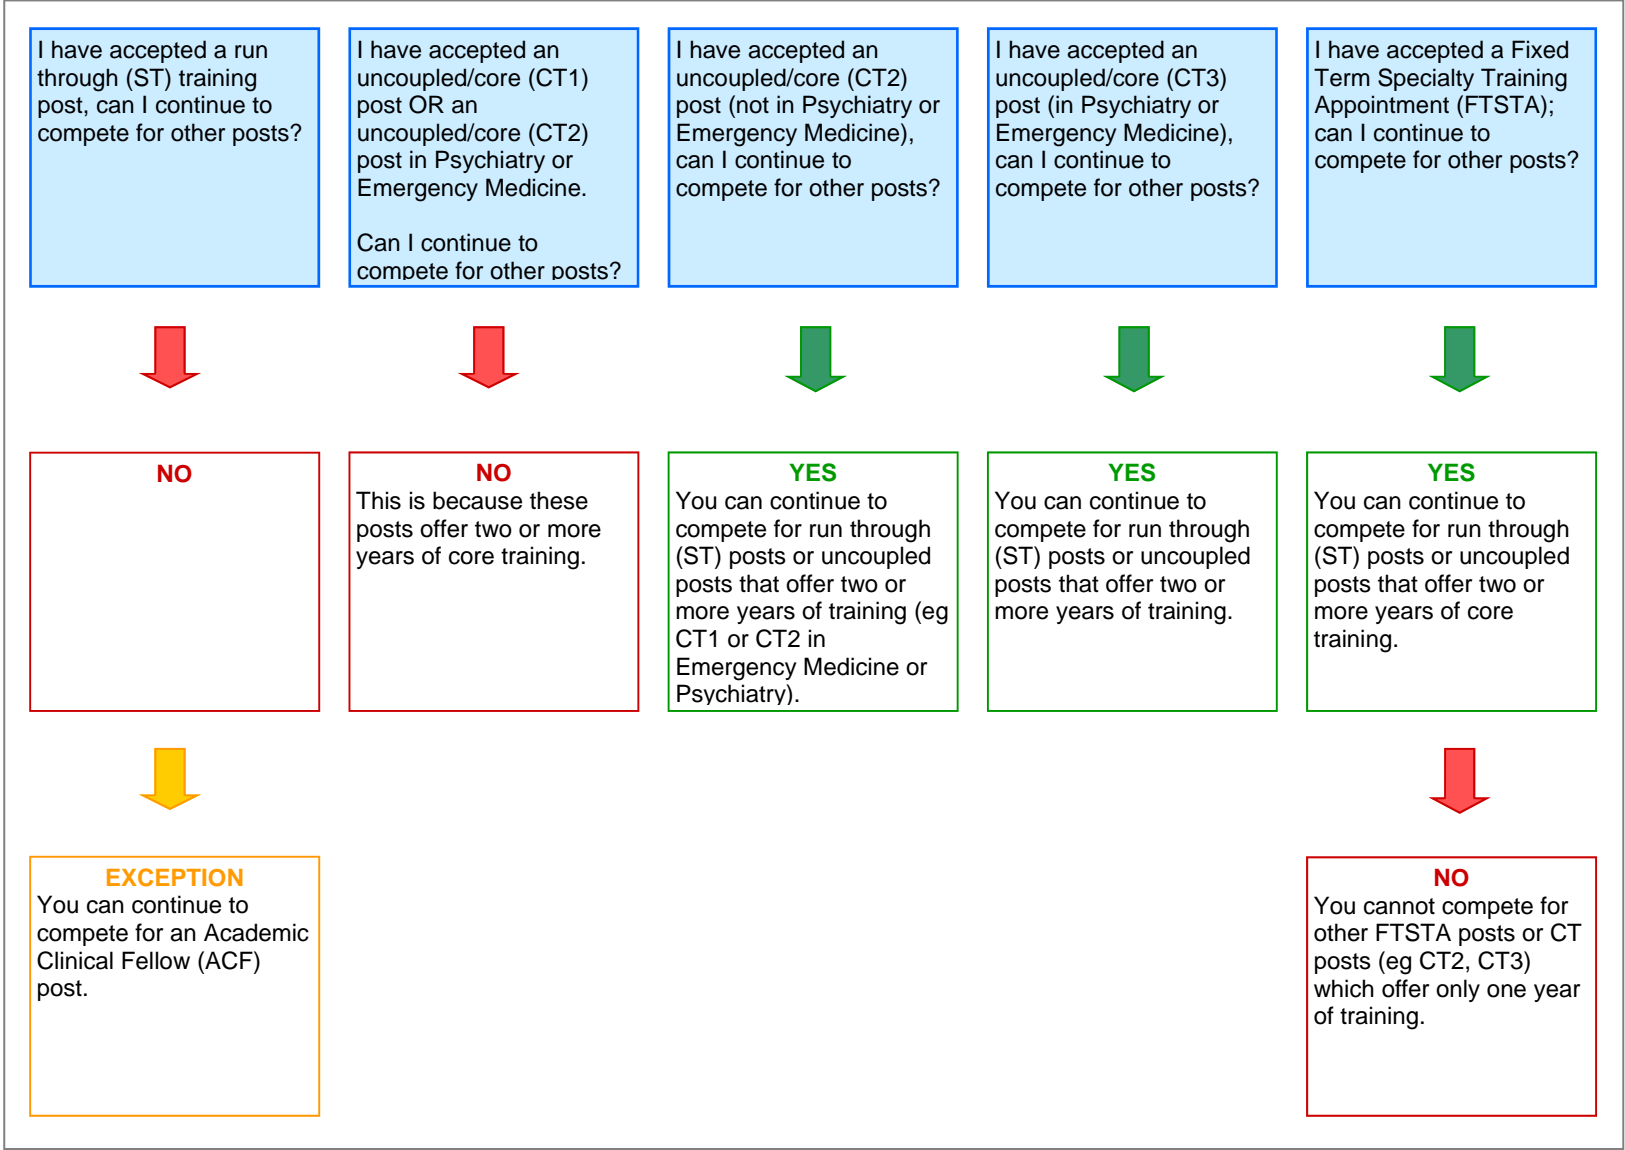 I have accepted a run
through (ST) training
post, can I continue to
compete for other posts?
I have accepted an
uncoupled/core (CT1)
post OR an
uncoupled/core (CT2)
post in Psychiatry or
Emergency Medicine.
Can I continue to
compete for other posts?
I have accepted an
uncoupled/core (CT2)
post (not in Psychiatry or
Emergency Medicine),
can I continue to
compete for other posts?
I have accepted an
uncoupled/core (CT3)
post (in Psychiatry or
Emergency Medicine),
can I continue to
compete for other posts?
I have accepted a Fixed
Term Specialty Training
Appointment (FTSTA);
can I continue to
compete for other posts?
NO
NO
This is because these
posts offer two or more
years of core training.
YES
You can continue to
compete for run through
(ST) posts or uncoupled
posts that offer two or
more years of training (eg
CT1 or CT2 in
Emergency Medicine or
Psychiatry).
YES
You can continue to
compete for run through
(ST) posts or uncoupled
posts that offer two or
more years of training.
YES
You can continue to
compete for run through
(ST) posts or uncoupled
posts that offer two or
more years of core
training.
EXCEPTION
You can continue to
compete for an Academic
Clinical Fellow (ACF)
post.
NO
You cannot compete for
other FTSTA posts or CT
posts (eg CT2, CT3)
which offer only one year
of training.